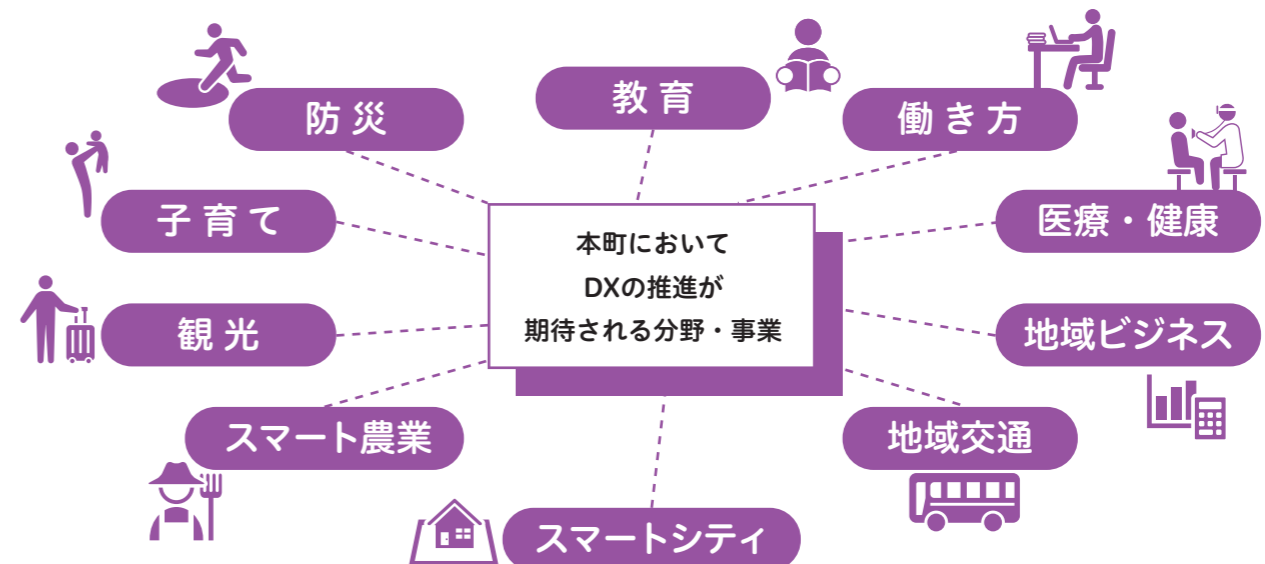 教育
防災
働き方
子育て
医療・健康
本町において
DXの推進が
期待される分野・事業
観光
地域ビジネス
スマート農業
地域交通
スマートシティ